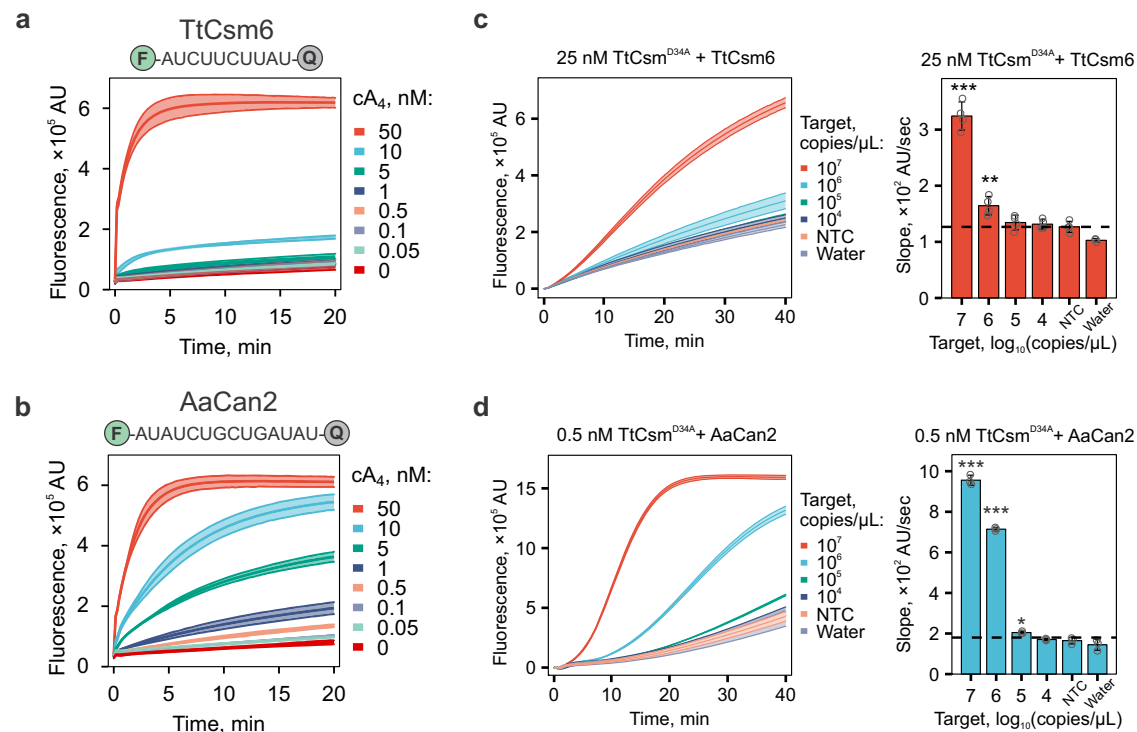 a
TtCsm6
F-AUCUUCUUAU-Q
Fluorescence, ×10⁵ AU
6
4
2
0
0 5 10 15 20
Time, min
cA₄, nM:
50
10
5
1
0.5
0.1
0.05
0
c
25 nM TtCsmᴰ³⁴ᴬ + TtCsm6
Fluorescence, ×10⁵ AU
6
4
2
0
0 10 20 30 40
Time, min
Target,
copies/µL:
10⁷
10⁶
10⁵
10⁴
NTC
Water
25 nM TtCsmᴰ³⁴ᴬ + TtCsm6
Slope, ×10² AU/sec
3
2
1
0
***
**
7 6 5 4 NTC Water
Target, log₁₀(copies/µL)
b
AaCan2
F-AUAUCUGCUGAUAU-Q
Fluorescence, ×10⁵ AU
6
4
2
0
0 5 10 15 20
Time, min
cA₄, nM:
50
10
5
1
0.5
0.1
0.05
0
d
0.5 nM TtCsmᴰ³⁴ᴬ+ AaCan2
Fluorescence, ×10⁵ AU
15
10
5
0
0 10 20 30 40
Time, min
Target,
copies/µL:
10⁷
10⁶
10⁵
10⁴
NTC
Water
0.5 nM TtCsmᴰ³⁴ᴬ+ AaCan2
Slope, ×10² AU/sec
10
8
6
4
2
0
***
***
*
7 6 5 4 NTC Water
Target, log₁₀(copies/µL)